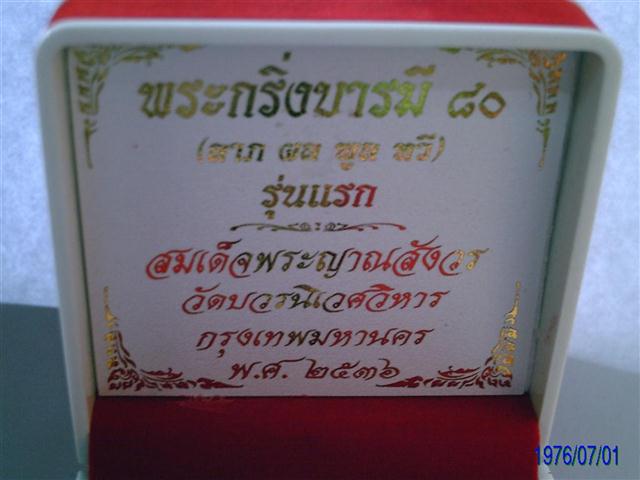 พระกริ่งบารมี ๘๐
(ลาภ ผล พูล ทวี)
รุ่นแรก
สมเด็จพระญาณสังวร
วัดบวรนิเวศวิหาร
กรุงเทพมหานคร
พ.ศ. ๒๕๓๖
1976/07/01